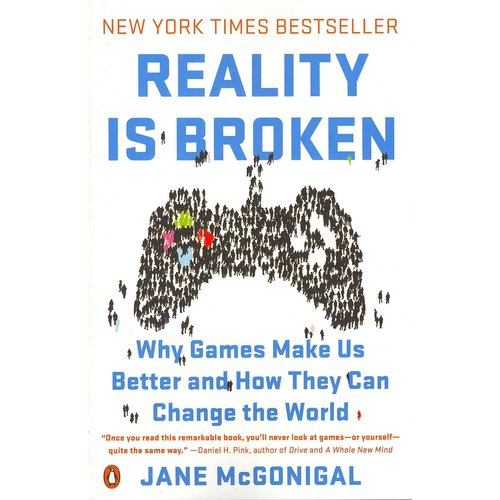 NEW YORK TIMES BESTSELLER
REALITY
IS BROKEN
Why Games Make Us
Better and How They Can
Change the World
"Once you read this remarkable book, you'll never look at games—or yourself—
quite the same way." —Daniel H. Pink, author of Drive and A Whole New Mind
JANE McGONIGAL